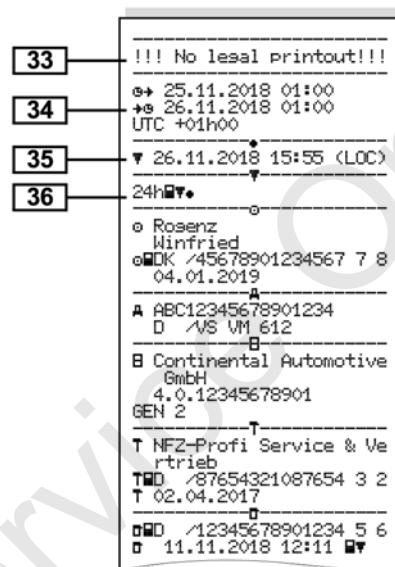 33
!!! No legal printout!!!
34
25.11.2018 01:00
26.11.2018 01:00
UTC +01h00
35
▼ 26.11.2018 15:55 (LOC)
36
24h▼
Rogenz
Winfried
DK /45678901234567 7 8
04.01.2019
A
A ABC12345678901234
D /VS VM 612
B
B Continental Automotive
GmbH
4.0.12345678901
GEN 2
T
T NFZ-Profi Service & Ve
rtrieb
TD /87654321087654 3 2
T 02.04.2017
D /12345678901234 5 6
11.11.2018 12:11 ▼